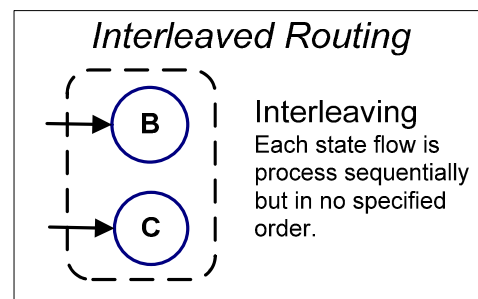 Interleaved Routing
B
Interleaving
Each state flow is
process sequentially
but in no specified
order.
C